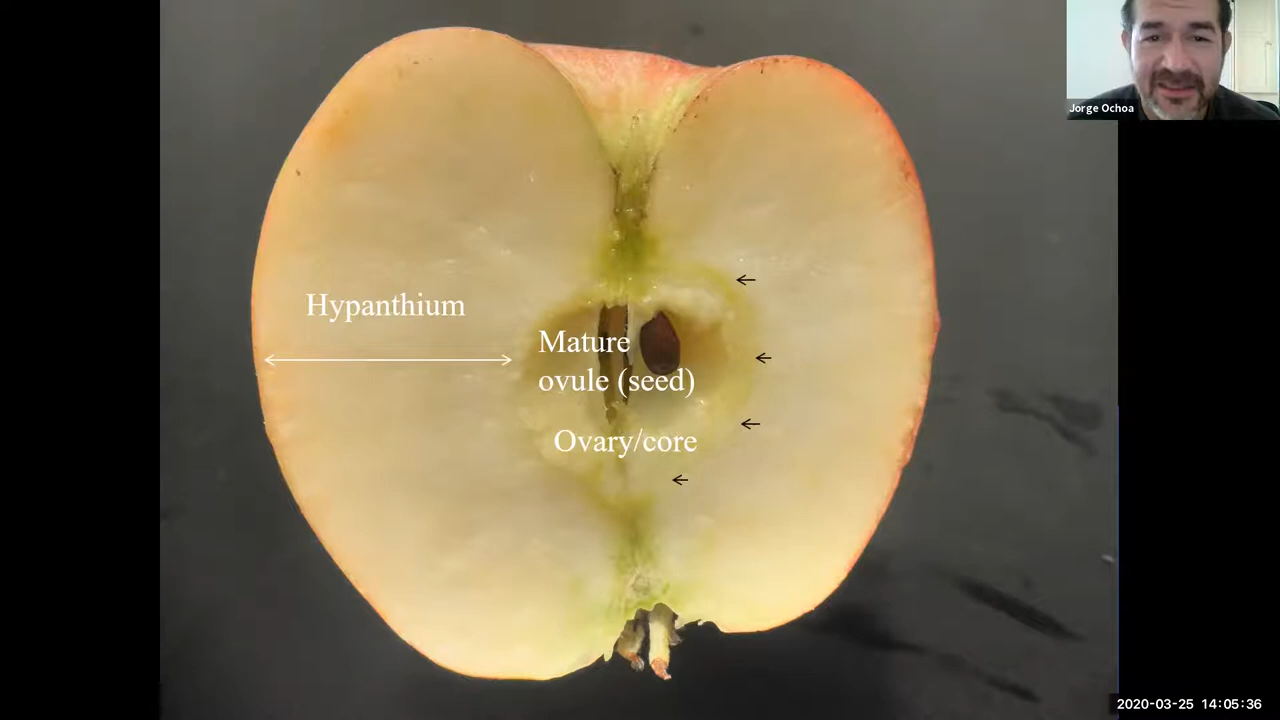 Jorge Ochoa
Hypanthium
Mature
ovule (seed)
Ovary/core
2020-03-25 14:05:36